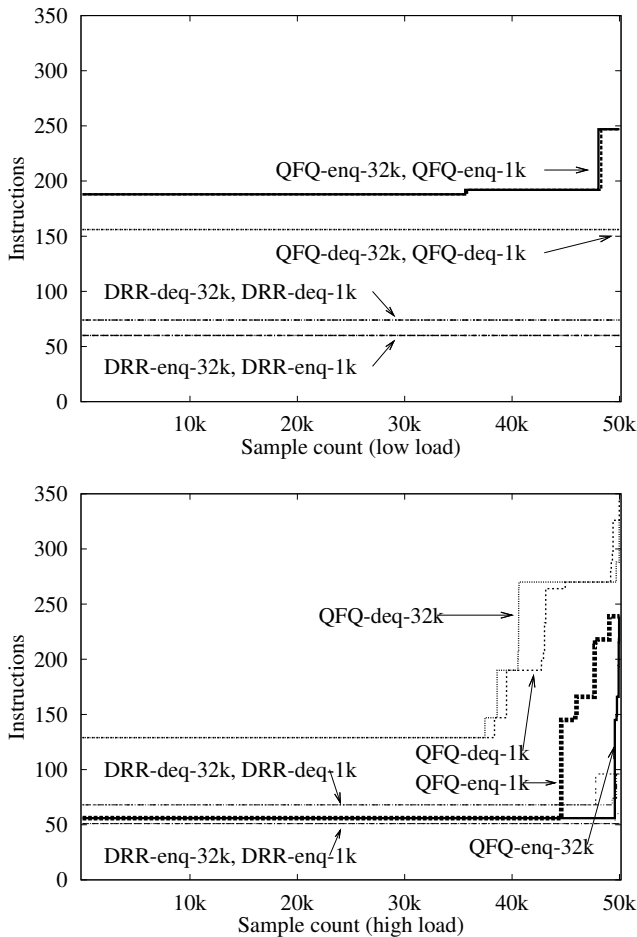 350
300
250
200
150
100
50
0
Instructions
QFQ-enq-32k, QFQ-enq-1k
QFQ-deq-32k, QFQ-deq-1k
DRR-deq-32k, DRR-deq-1k
DRR-enq-32k, DRR-enq-1k
10k 20k 30k 40k 50k
Sample count (low load)
350
300
250
200
150
100
50
0
Instructions
QFQ-deq-32k
QFQ-deq-1k
DRR-deq-32k, DRR-deq-1k
QFQ-enq-1k
QFQ-enq-32k
DRR-enq-32k, DRR-enq-1k
10k 20k 30k 40k 50k
Sample count (high load)